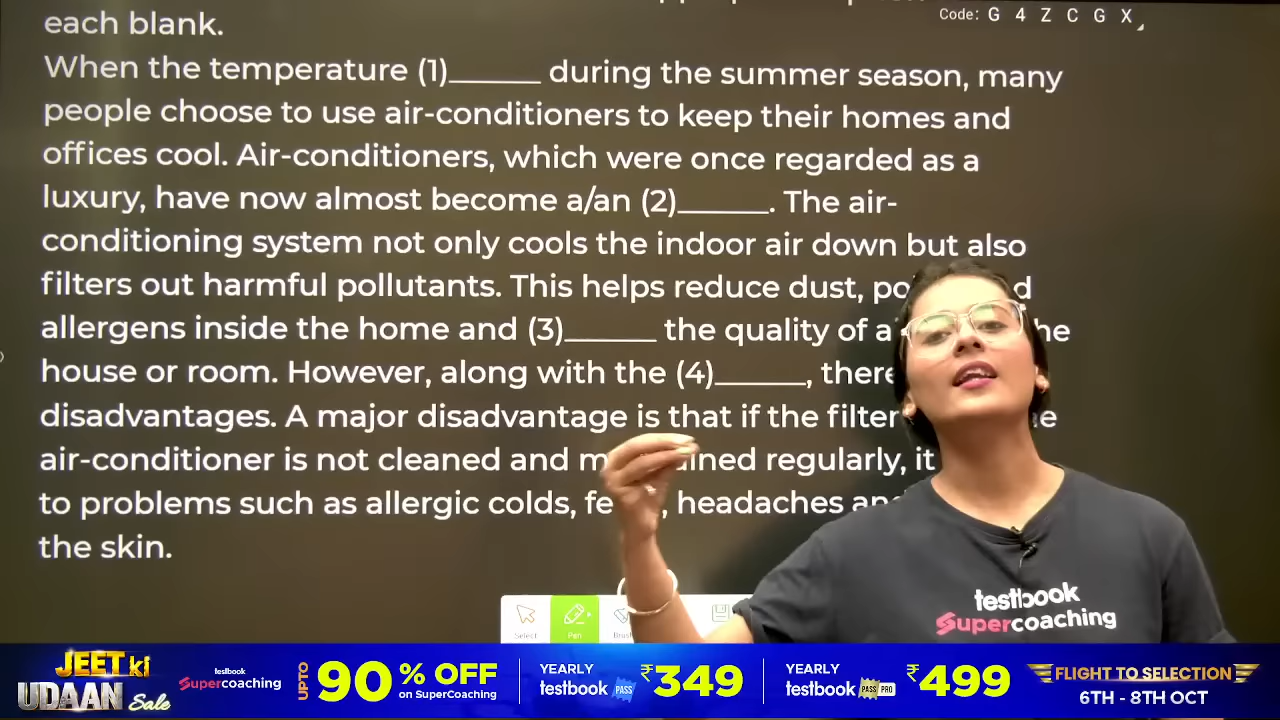 each blank.
Code: G 4 Z C G X
When the temperature (1)______ during the summer season, many
people choose to use air-conditioners to keep their homes and
offices cool. Air-conditioners, which were once regarded as a
luxury, have now almost become a/an (2)______. The air-
conditioning system not only cools the indoor air down but also
filters out harmful pollutants. This helps reduce dust,
allergens inside the home and (3)______ the quality of
house or room. However, along with the (4)______,
disadvantages. A major disadvantage is that if the filter
air-conditioner is not cleaned and regularly, it
to problems such as allergic colds, headaches
the skin.
Select
Pen
testbook
Supercoaching
JEET ki
UDAAN Sale
testbook
Supercoaching
UPTO 90% OFF
on SuperCoaching
YEARLY
testbook PASS
₹349
YEARLY
testbook PASS PRO
₹499
FLIGHT TO SELECTION
6TH - 8TH OCT